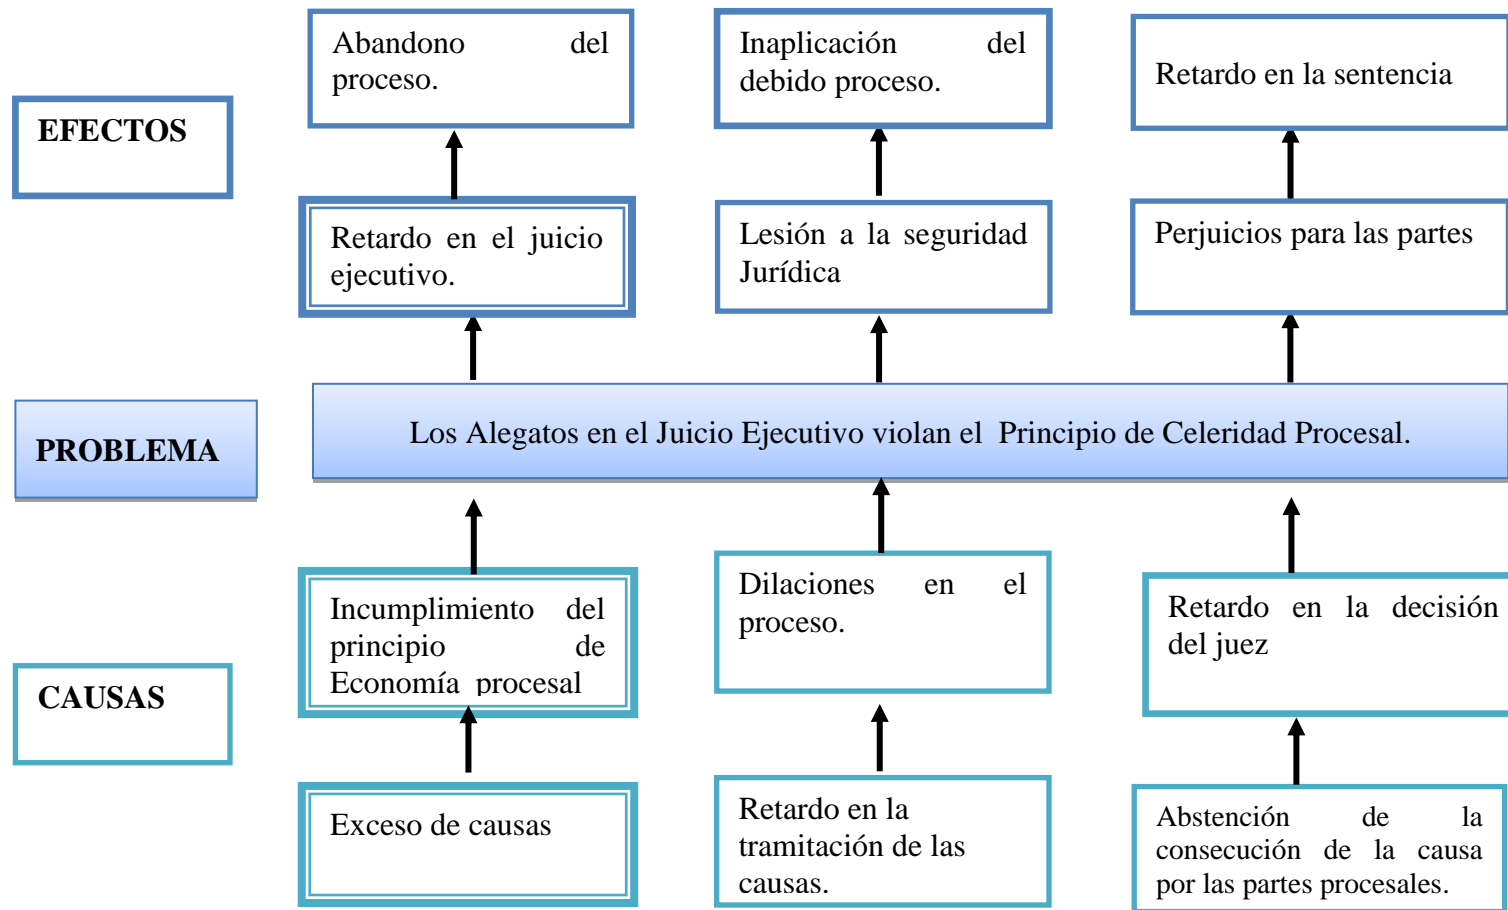 Abandono del
proceso.
Inaplicación del
debido proceso.
Retardo en la sentencia
EFECTOS
Retardo en el juicio
ejecutivo.
Lesión a la seguridad
Jurídica
Perjuicios para las partes
PROBLEMA
Los Alegatos en el Juicio Ejecutivo violan el Principio de Celeridad Procesal.
Incumplimiento del
principio de
Economía procesal
Dilaciones en el
proceso.
Retardo en la decisión
del juez
CAUSAS
Exceso de causas
Retardo en la
tramitación de las
causas.
Abstención de la
consecución de la causa
por las partes procesales.